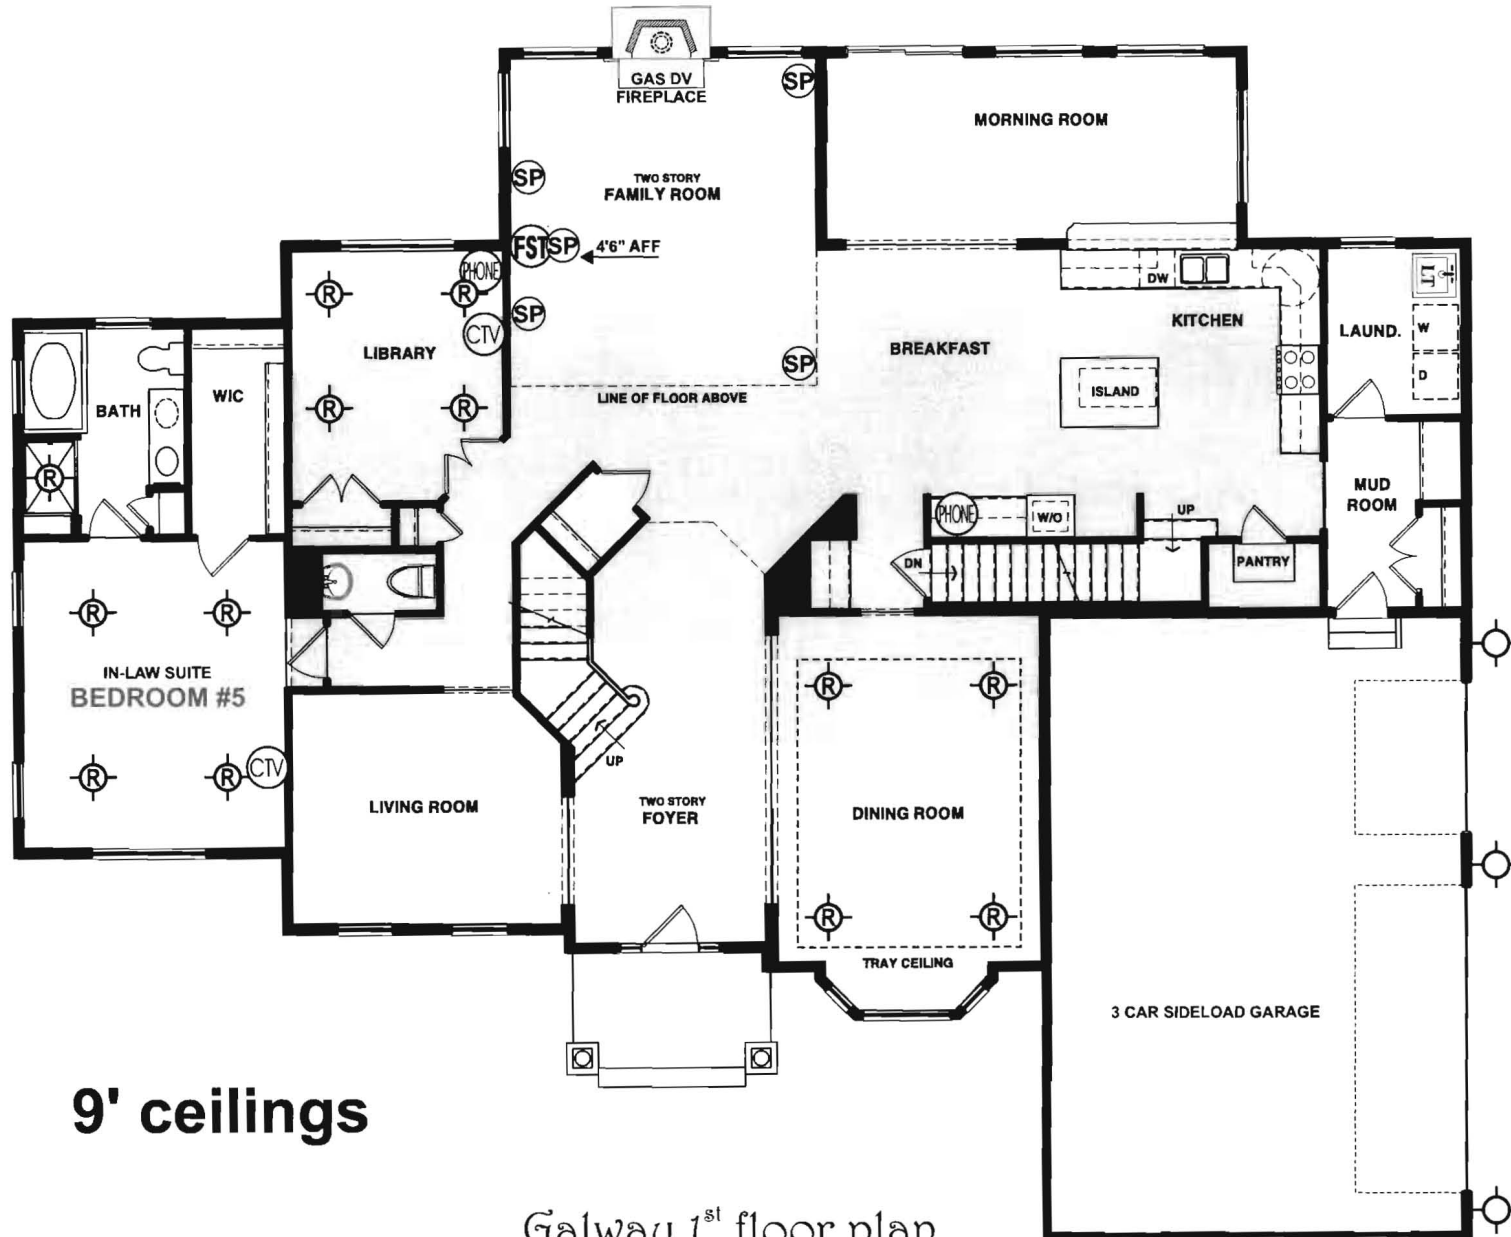 GAS DV
FIREPLACE
SP
MORNING ROOM
SP
TWO STORY
FAMILY ROOM
FST
SP
4'6" AFF
PHONE
R
R
SP
CTV
LIBRARY
SP
BREAKFAST
KITCHEN
DW
LAUND.
LT
W
D
ISLAND
LINE OF FLOOR ABOVE
BATH
WIC
R
R
R
MUD
ROOM
PHONE
W/O
UP
DN
PANTRY
R
R
IN-LAW SUITE
BEDROOM #5
R
R
CTV
UP
LIVING ROOM
TWO STORY
FOYER
R
R
DINING ROOM
R
R
TRAY CEILING
3 CAR SIDELOAD GARAGE
9' ceilings
Galway 1st floor plan